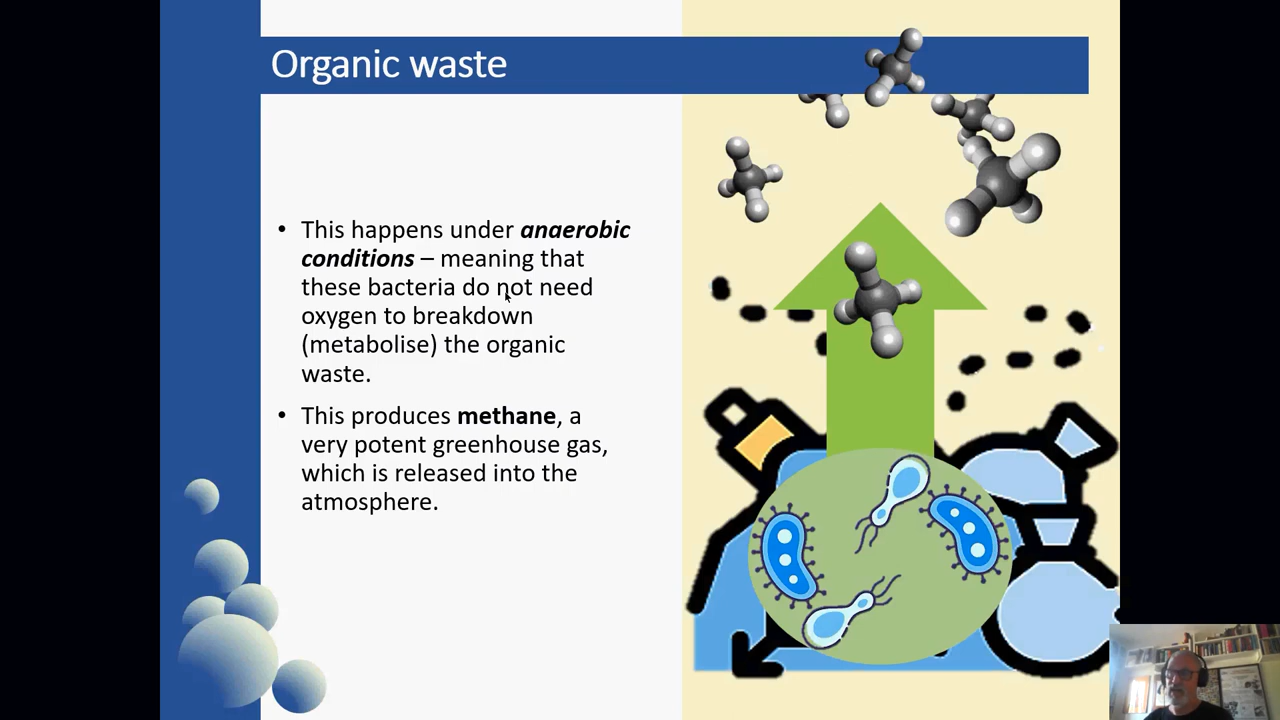 Organic waste
• This happens under anaerobic
conditions – meaning that
these bacteria do not need
oxygen to breakdown
(metabolise) the organic
waste.
• This produces methane, a
very potent greenhouse gas,
which is released into the
atmosphere.